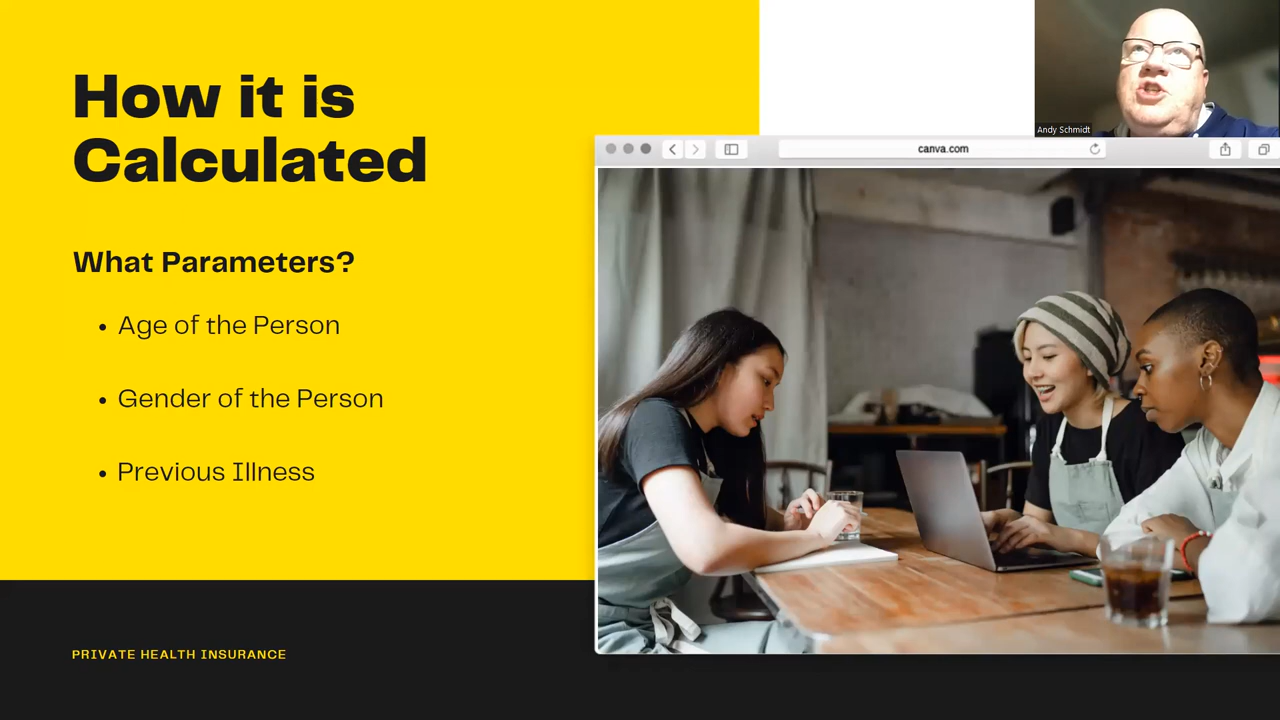 How it is
Calculated
What Parameters?
• Age of the Person
• Gender of the Person
• Previous Illness
PRIVATE HEALTH INSURANCE
canva.com
Andy Schmidt